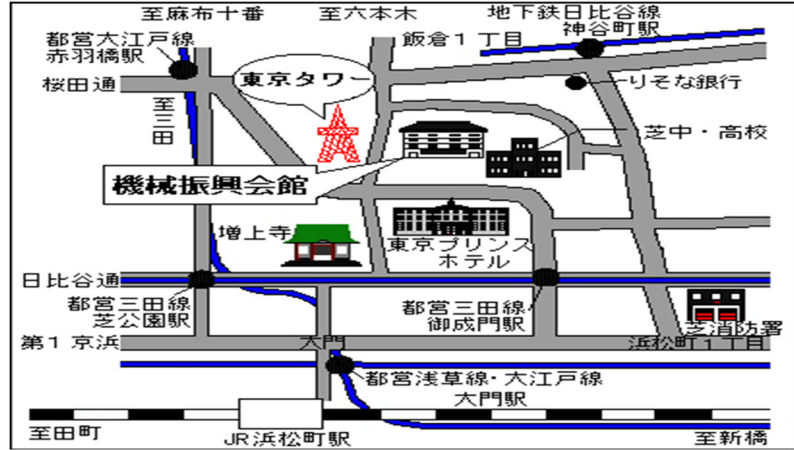 至麻布十番
至六本木
地下鉄日比谷線
神谷町駅
都営大江戸線
赤羽橋駅
飯倉1丁目
桜田通
東京タワー
りそな銀行
至三田
芝中・高校
機械振興会館
増上寺
東京プリンス
ホテル
日比谷通
都営三田線
芝公園駅
都営三田線
御成門駅
芝消防署
第1京浜
大門
浜松町1丁目
都営浅草線・大江戸線
大門駅
至田町
JR浜松町駅
至新橋